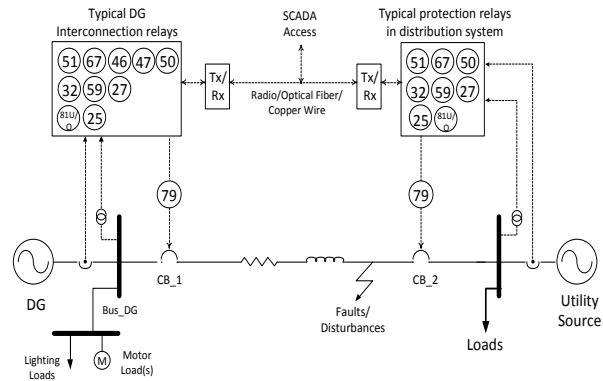 Typical DG
Interconnection relays
SCADA
Access
Typical protection relays
in distribution system
51 67 46 47 50
32 59 27
81U/
O
25
Tx/
Rx
Radio/Optical Fiber/
Copper Wire
Tx/
Rx
51 67 50
32 59 27
25
81U/
O
79
79
DG
Bus_DG
CB_1
CB_2
Faults/
Disturbances
Loads
Utility
Source
Lighting
Loads
M
Motor
Load(s)